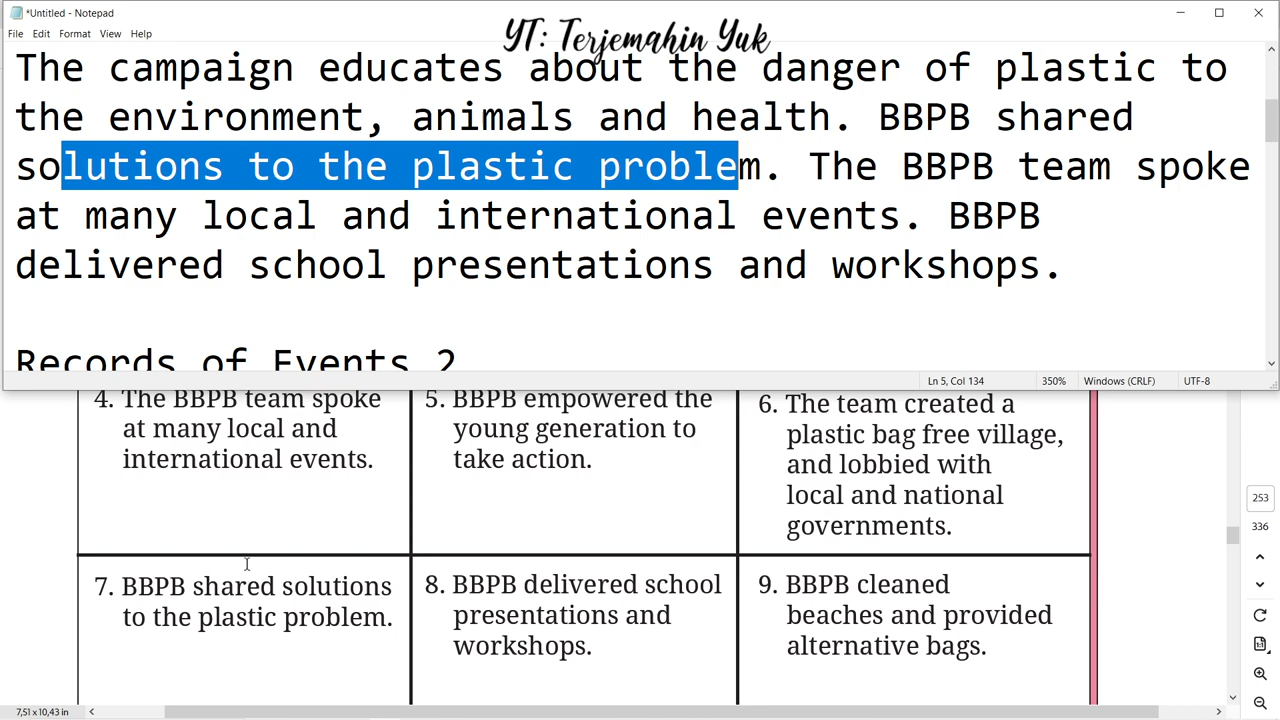 *Untitled - Notepad
File Edit Format View Help
YT: Terjemahin Yuk
The campaign educates about the danger of plastic to
the environment, animals and health. BBPB shared
solutions to the plastic problem. The BBPB team spoke
at many local and international events. BBPB
delivered school presentations and workshops.
Records of Events 2
Ln 5, Col 134
350%
Windows (CRLF)
UTF-8
4. The BBPB team spoke
at many local and
international events.
5. BBPB empowered the
young generation to
take action.
6. The team created a
plastic bag free village,
and lobbied with
local and national
governments.
7. BBPB shared solutions
to the plastic problem.
8. BBPB delivered school
presentations and
workshops.
9. BBPB cleaned
beaches and provided
alternative bags.
253
336
7,51 x 10,43 in